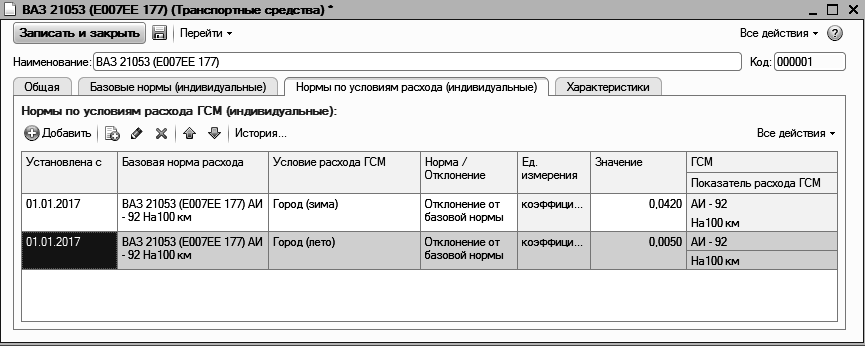 ВАЗ 21053 (Е007ЕЕ 177) (Транспортные средства) *
Записать и закрыть Перейти Все действия ?
Наименование: ВАЗ 21053 (Е007ЕЕ 177) Код: 000001
Общая Базовые нормы (индивидуальные) Нормы по условиям расхода (индивидуальные) Характеристики
Нормы по условиям расхода ГСМ (индивидуальные):
Добавить История... Все действия
Установлена с Базовая норма расхода Условие расхода ГСМ Норма / Ед. Значение ГСМ
Отклонение измерения Показатель расхода ГСМ
01.01.2017 ВАЗ 21053 (Е007ЕЕ 177) АИ Город (зима) Отклонение от коэффици... 0,0420 АИ - 92
- 92 На100 км базовой нормы На100 км
01.01.2017 ВАЗ 21053 (Е007ЕЕ 177) АИ Город (лето) Отклонение от коэффици... 0,0050 АИ - 92
- 92 На100 км базовой нормы На100 км